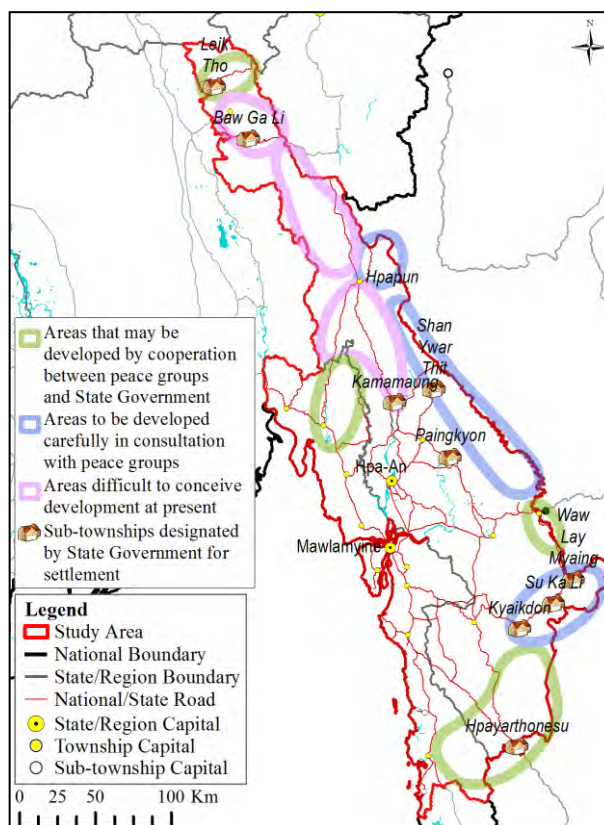 Leik
Tho
N
Baw Ga Li
Hpapun
Shan
Ywar
Thit
Kamamaung
Paingkyon
Hpa-An
Waw
Lay
Myaing
Mawlamyine
Su Ka Li
Kyaikdon
Hpayarthonesu
Areas that may be
developed by cooperation
between peace groups
and State Government
Areas to be developed
carefully in consultation
with peace groups
Areas difficult to conceive
development at present
Sub-townships designated
by State Government for
settlement
Legend
Study Area
National Boundary
State/Region Boundary
National/State Road
State/Region Capital
Township Capital
Sub-township Capital
0 25 50 100 Km